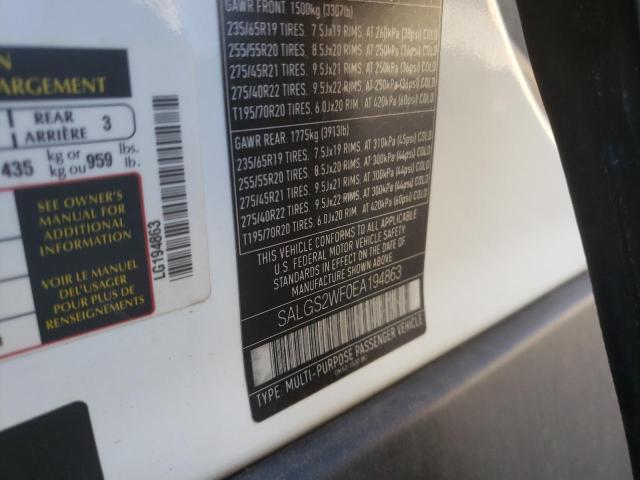 ON
ARGEMENT
REAR
ARRIÈRE 3
435 kg or
kg ou 959 lbs.
lb.
SEE OWNER'S
MANUAL FOR
ADDITIONAL
INFORMATION
VOIR LE MANUEL
DEL'USAGER
POUR PLUS DE
RENSEIGNEMENTS
LG194863
GAWR FRONT 1500kg (3307lb)
235/65R19 TIRES 7.5Jx19 RIMS, AT 260kPa (38psi) COLD
255/55R20 TIRES, 8.5Jx20 RIMS, AT 250kPa (36psi) COLD
275/45R21 TIRES, 9.5Jx21 RIMS, AT 250kPa (36psi) COLD
275/40R22 TIRES, 9.5Jx22 RIMS, AT 250kPa (36psi) COLD
T195/70R20 TIRES, 6.0Jx20 RIM, AT 420kPa (60psi) COLD
GAWR REAR: 1775kg (3913lb)
235/65R19 TIRES, 7.5Jx19 RIMS, AT 310kPa (45psi) COLD
255/55R20 TIRES, 8.5Jx20 RIMS, AT 300kPa (44psi) COLD
275/45R21 TIRES, 9.5Jx21 RIMS, AT 300kPa (44psi) COLD
275/40R22 TIRES, 9.5Jx22 RIMS, AT 300kPa (44psi) COLD
T195/70R20 TIRES, 6.0Jx20 RIM, AT 420kPa (60psi) COLD
THIS VEHICLE CONFORMS TO ALL APPLICABLE
U.S. FEDERAL MOTOR VEHICLE SAFETY
STANDARDS IN EFFECT ON THE DATE OF
MANUFACTURE SHOWN ABOVE.
SALGS2WF0EA194863
TYPE: MULTI-PURPOSE PASSENGER VEHICLE